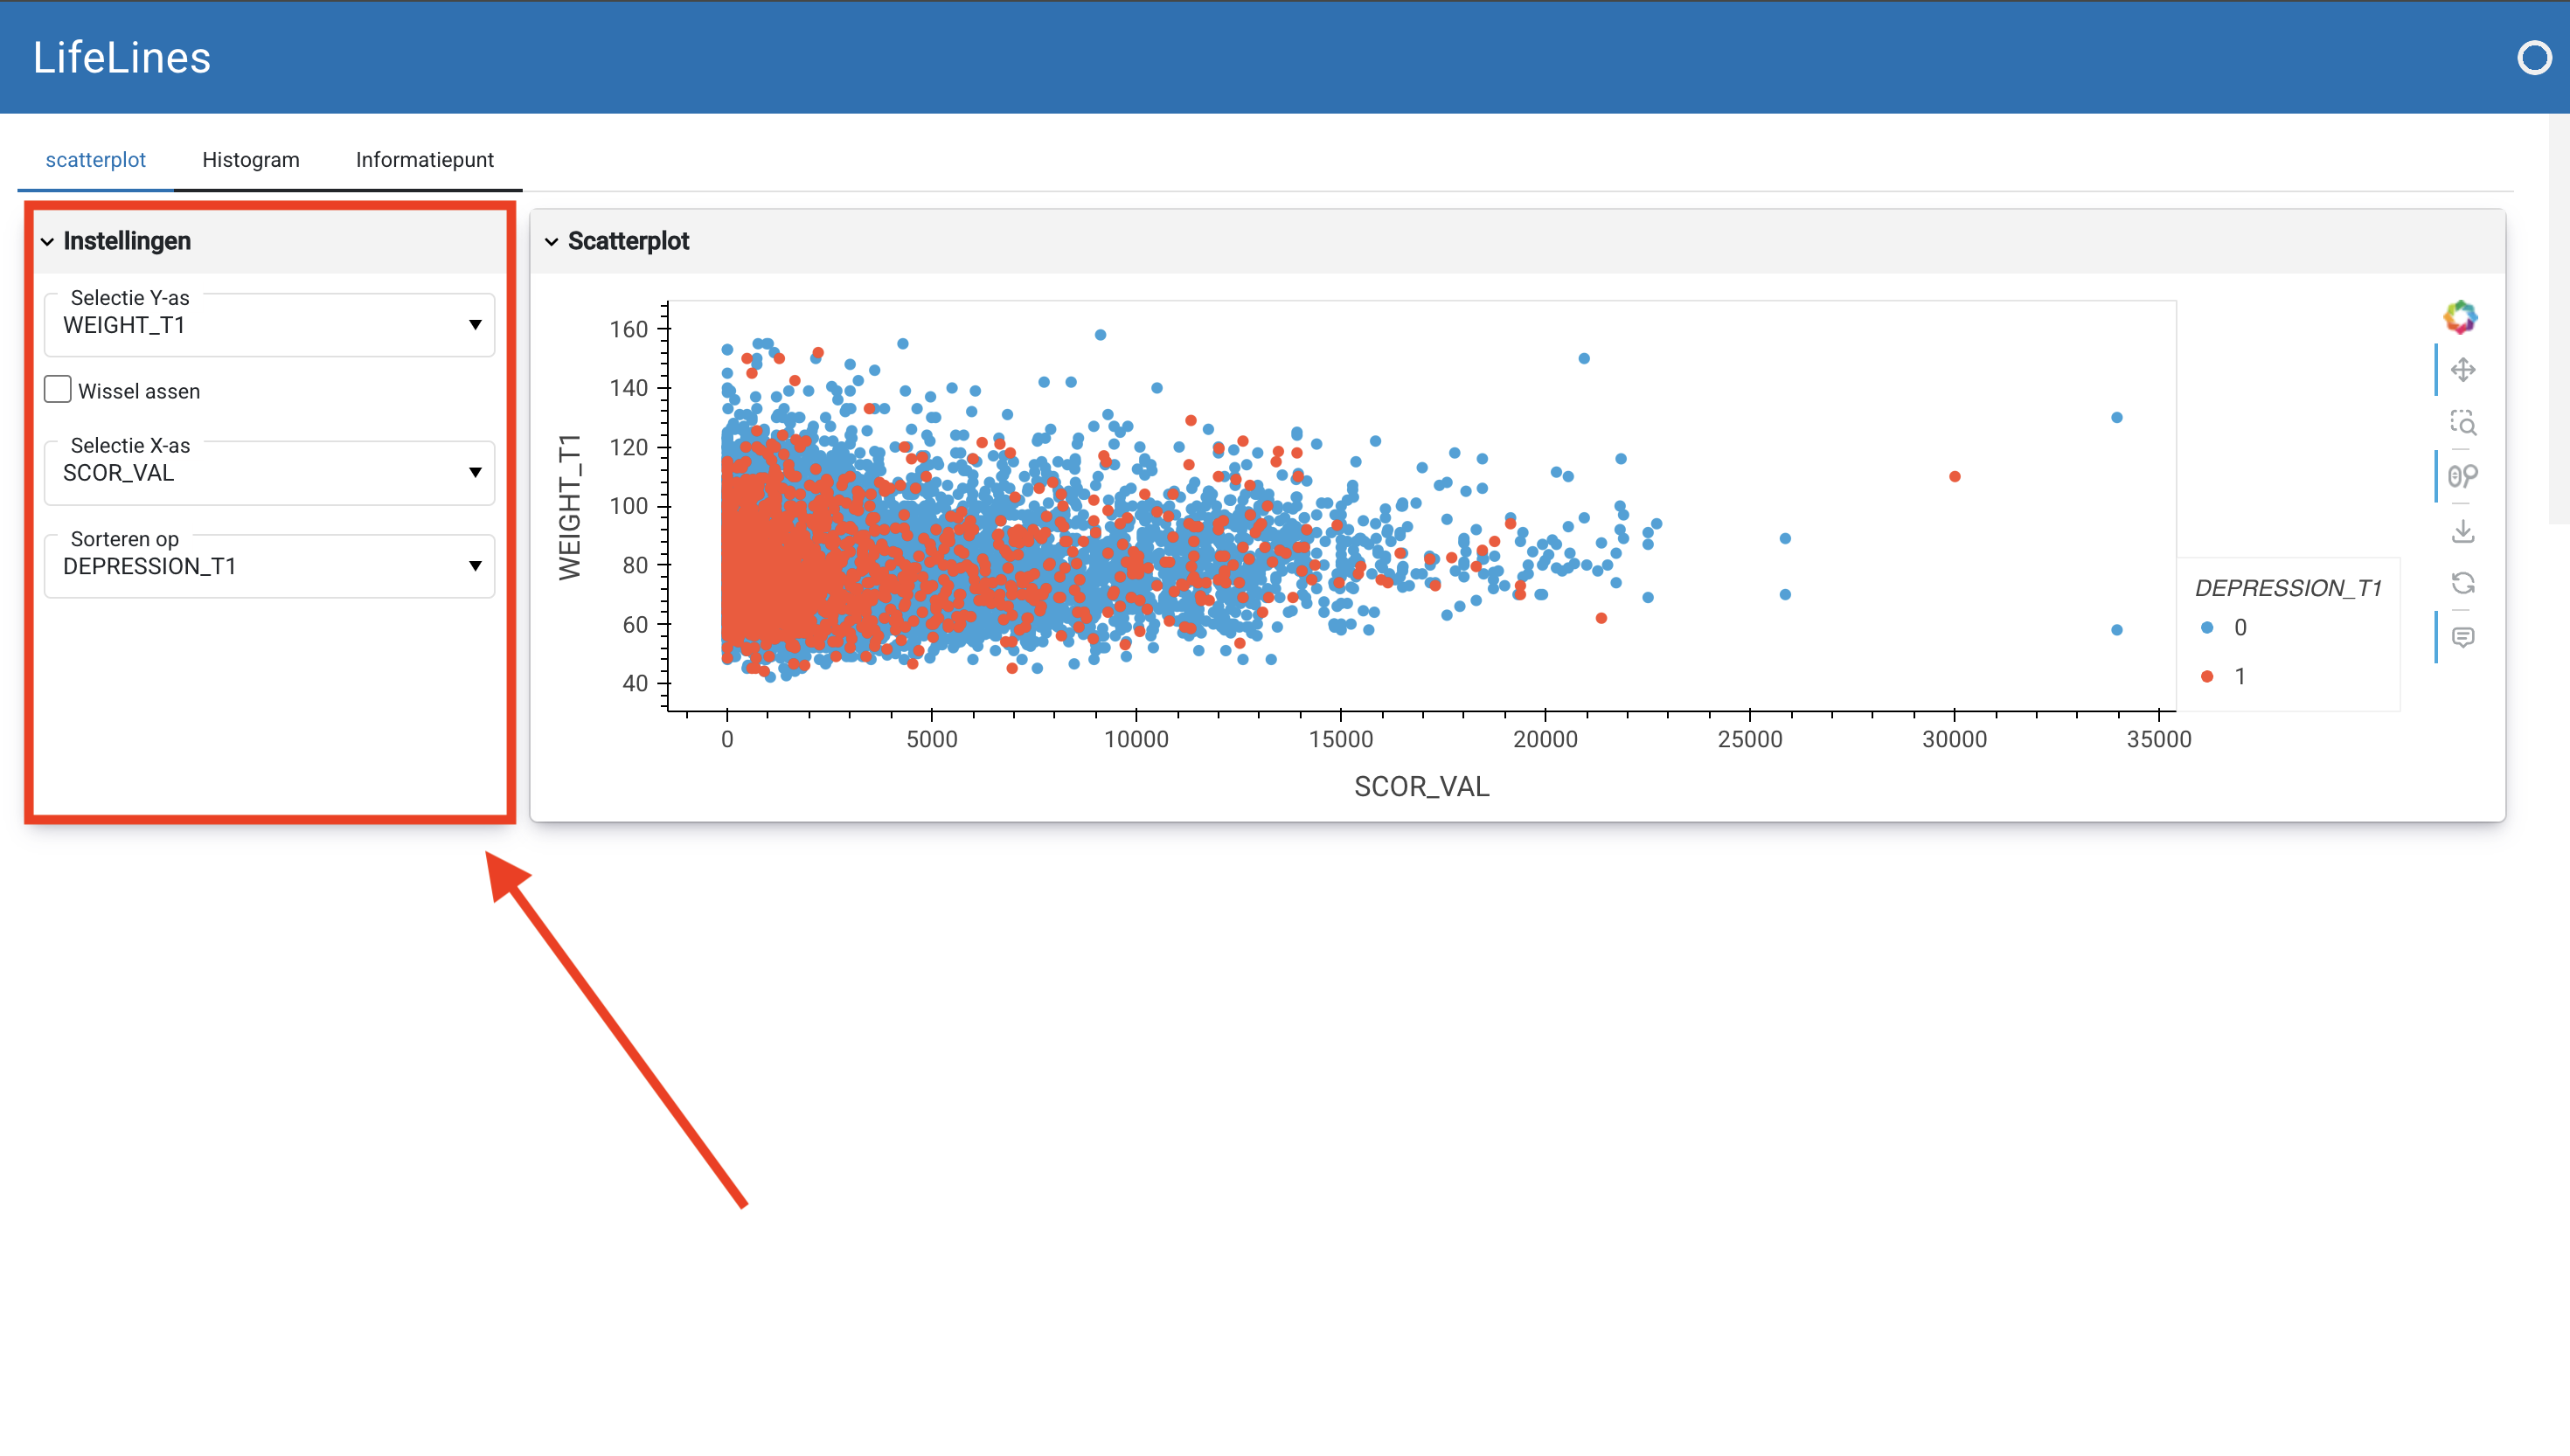 LifeLines
scatterplot Histogram Informatiepunt
Instellingen
Selectie Y-as
WEIGHT_T1
Wissel assen
Selectie X-as
SCOR_VAL
Sorteren op
DEPRESSION_T1
Scatterplot
WEIGHT_T1
160
140
120
100
80
60
40
0 5000 10000 15000 20000 25000 30000 35000
SCOR_VAL
DEPRESSION_T1
0
1